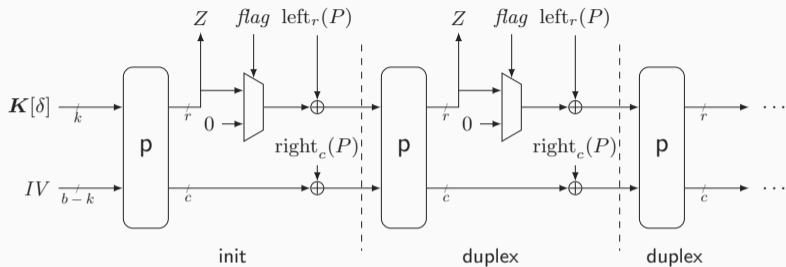 Z flag left_r(P) Z flag left_r(P)
K[δ] k p r 0 p r 0 p r ...
right_c(P) right_c(P)
IV b − k c c c ...
init duplex duplex